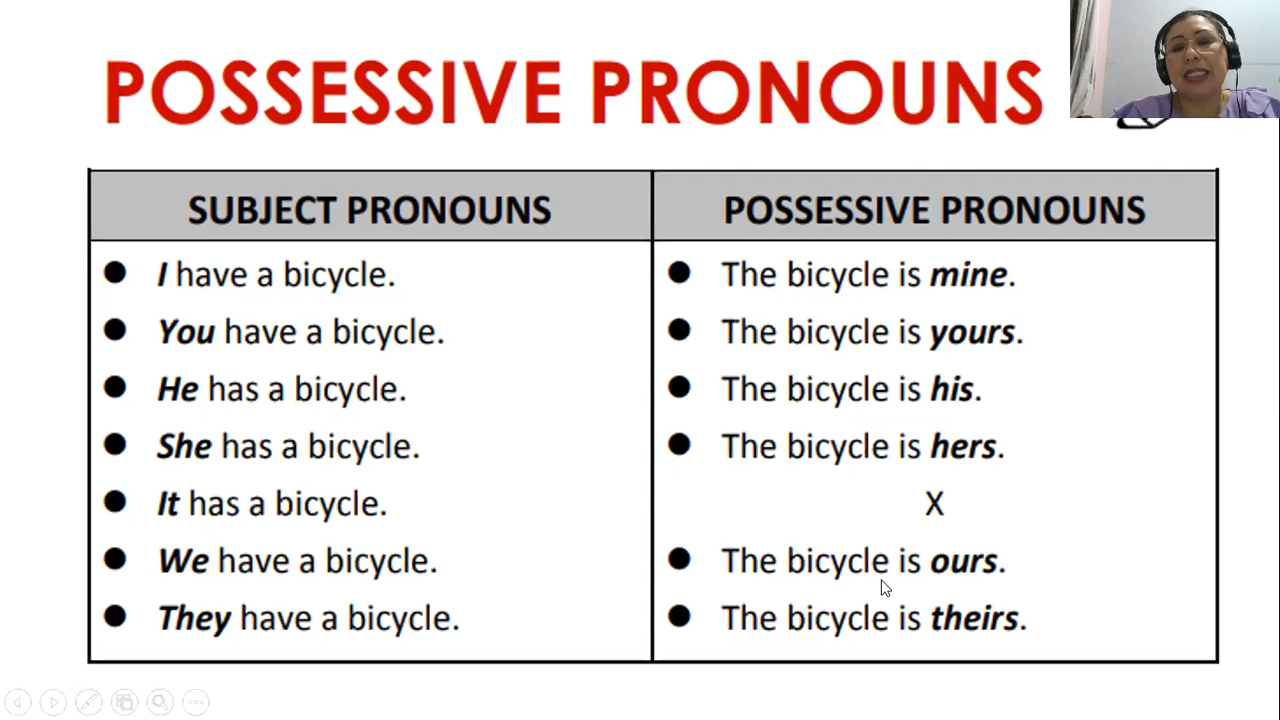 POSSESSIVE PRONOUNS
SUBJECT PRONOUNS
● I have a bicycle.
● You have a bicycle.
● He has a bicycle.
● She has a bicycle.
● It has a bicycle.
● We have a bicycle.
● They have a bicycle.
POSSESSIVE PRONOUNS
● The bicycle is mine.
● The bicycle is yours.
● The bicycle is his.
● The bicycle is hers.
X
● The bicycle is ours.
● The bicycle is theirs.